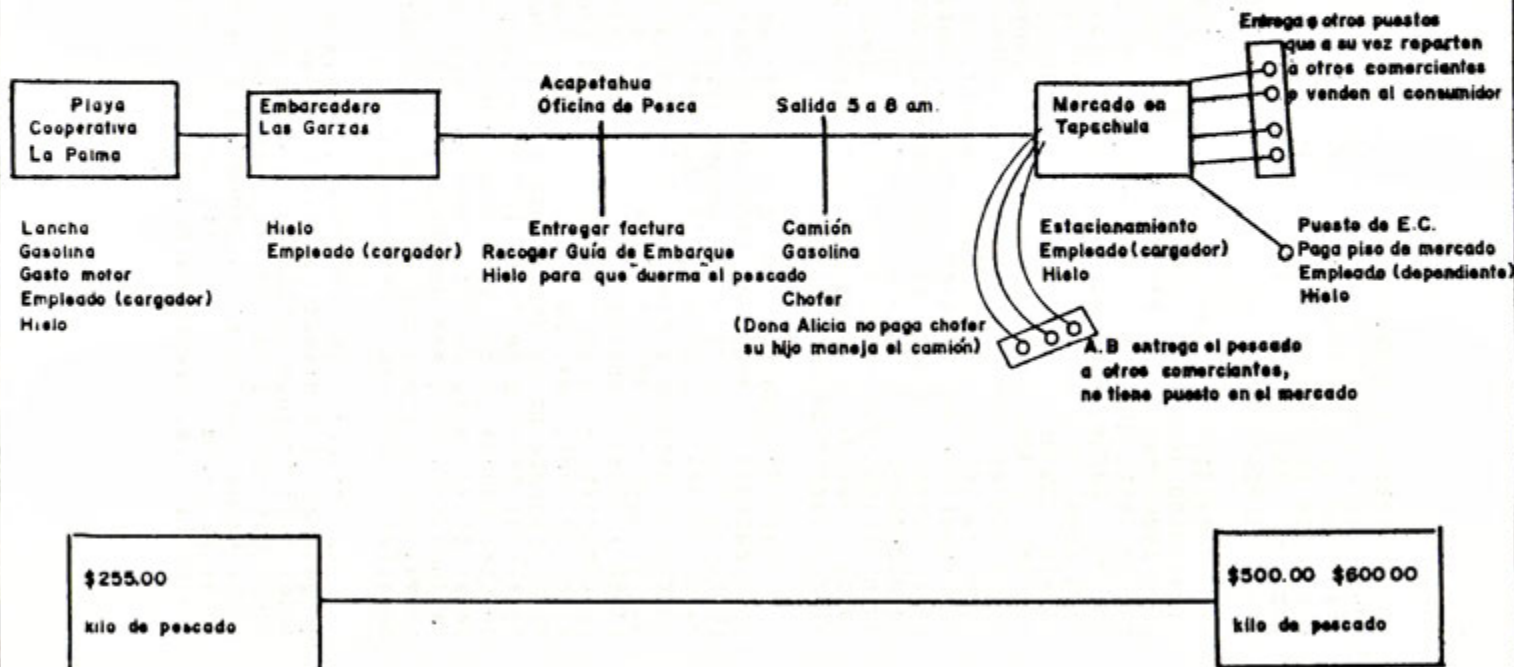 Playa
Cooperativa
La Palma
Lancha
Gasolina
Gasto motor
Empleado (cargador)
Hielo
Embarcadero
Las Garzas
Hielo
Empleado (cargador)
Acapetahua
Oficina de Pesca
Entregar factura
Recoger Guía de Embarque
Hielo para que "duerma" el pescado
Salida 5 a 8 am.
Camión
Gasolina
Chofer
(Dona Alicia no paga chofer
su hijo maneja el camión)
Mercado en
Tapachula
Estacionamiento
Empleado (cargador)
Hielo
A.B entrega el pescado
a otros comerciantes,
no tiene puesto en el mercado
Entrega a otros puestos
que a su vez reparten
a otros comerciantes
o venden al consumidor
Puesto de E.C.
Paga piso de mercado
Empleado (dependiente)
Hielo
$255.00
kilo de pescado
$500.00 $600 00
kilo de pescado